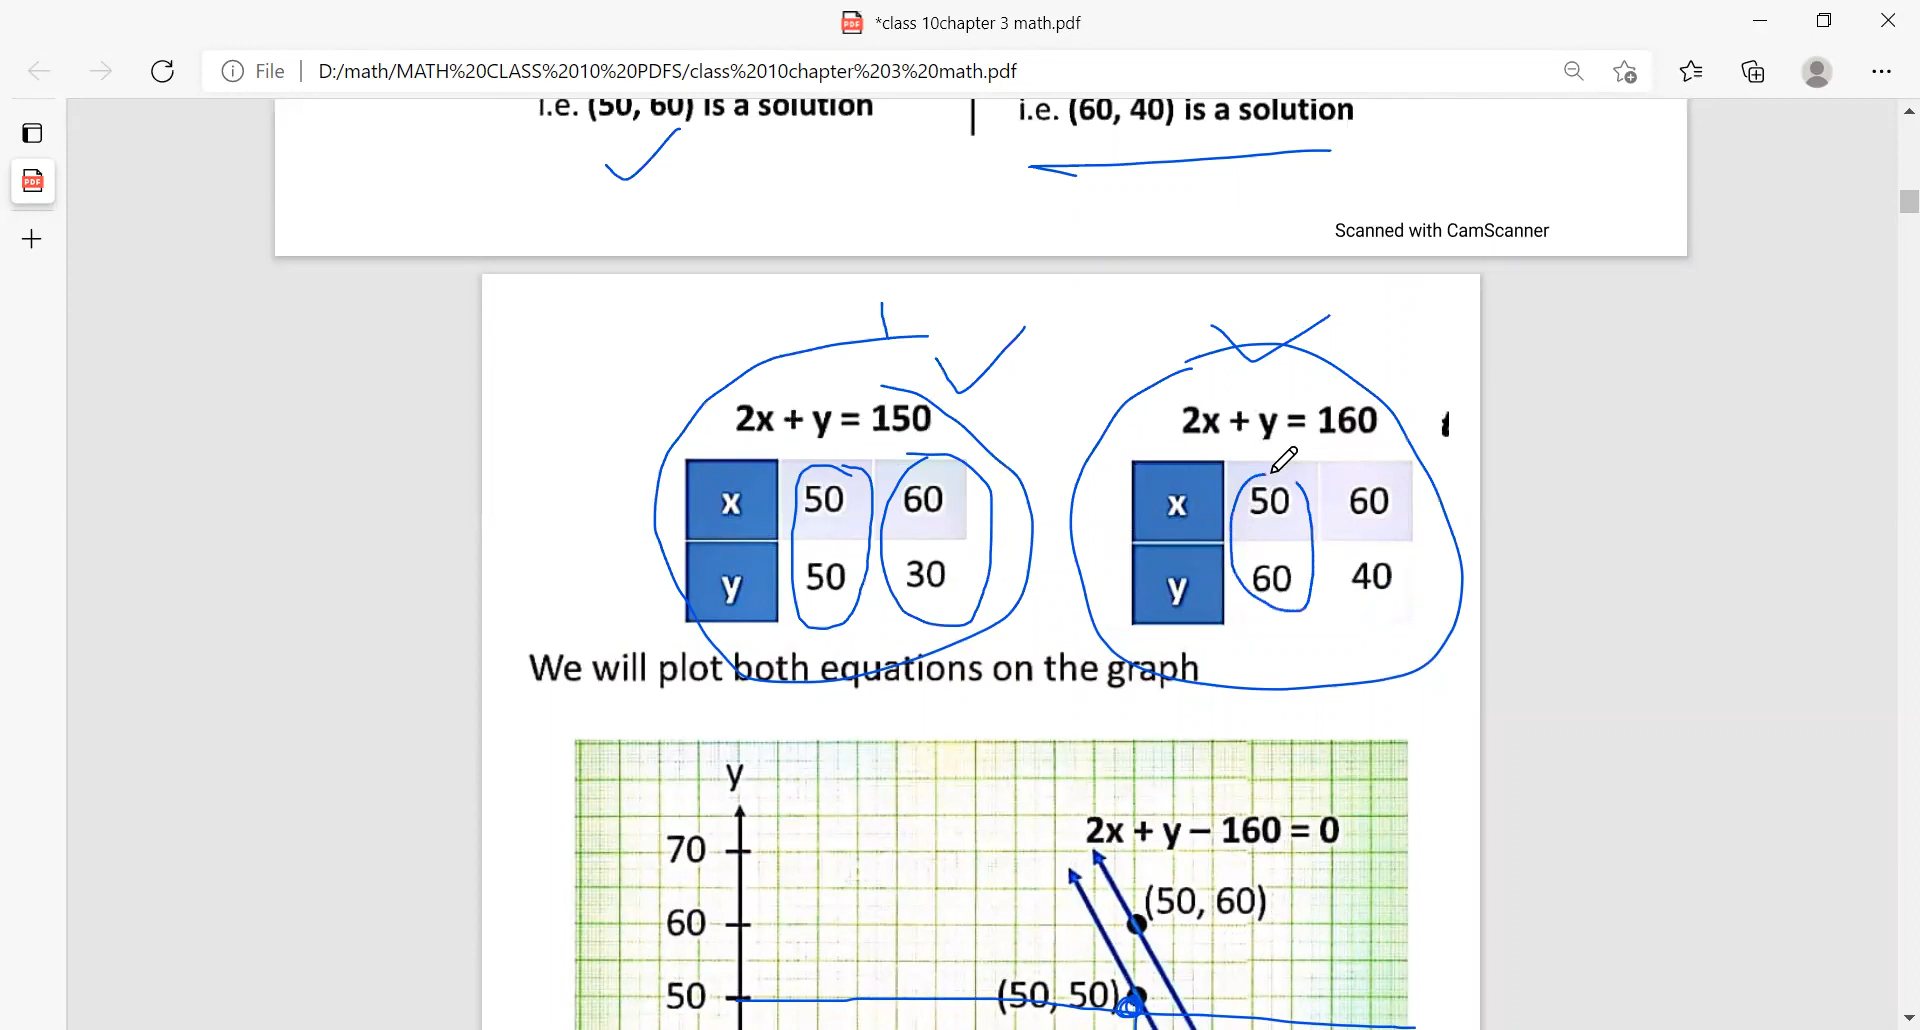 *class 10chapter 3 math.pdf
File | D:/math/MATH%20CLASS%2010%20PDFS/class%2010chapter%203%20math.pdf
i.e. (50, 60) is a solution
i.e. (60, 40) is a solution
Scanned with CamScanner
2x + y = 150
x 50 60
y 50 30
2x + y = 160
x 50 60
y 60 40
We will plot both equations on the graph
y
2x + y – 160 = 0
70
(50, 60)
60
50
(50, 50)